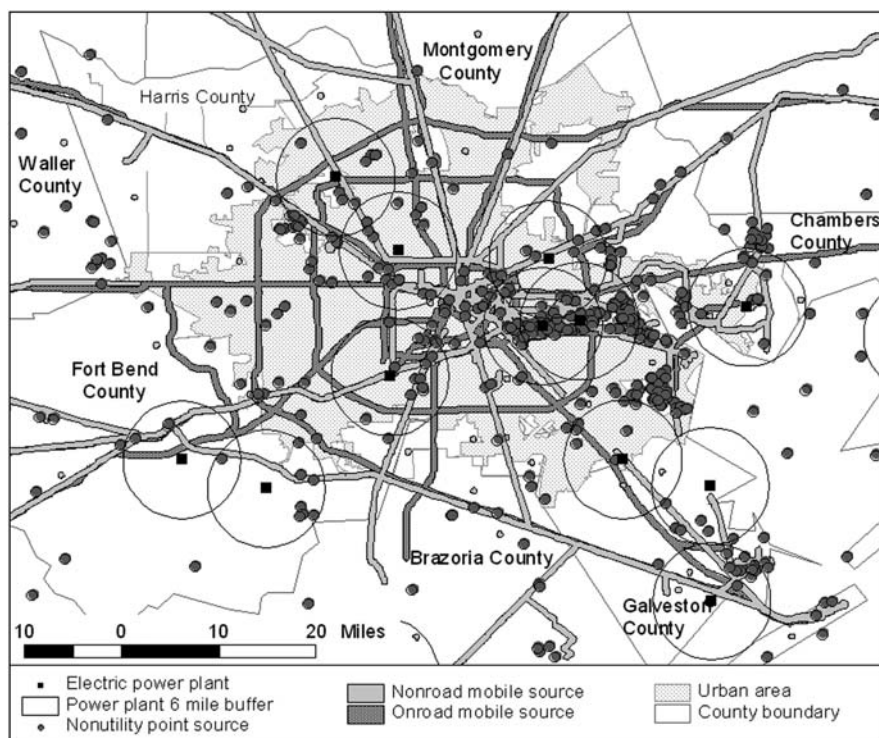 Montgomery
County
Harris County
Waller
County
Chambers
County
Fort Bend
County
Brazoria County
Galveston
County
10 0 10 20 Miles
Electric power plant
Power plant 6 mile buffer
Nonutility point source
Nonroad mobile source
Onroad mobile source
Urban area
County boundary